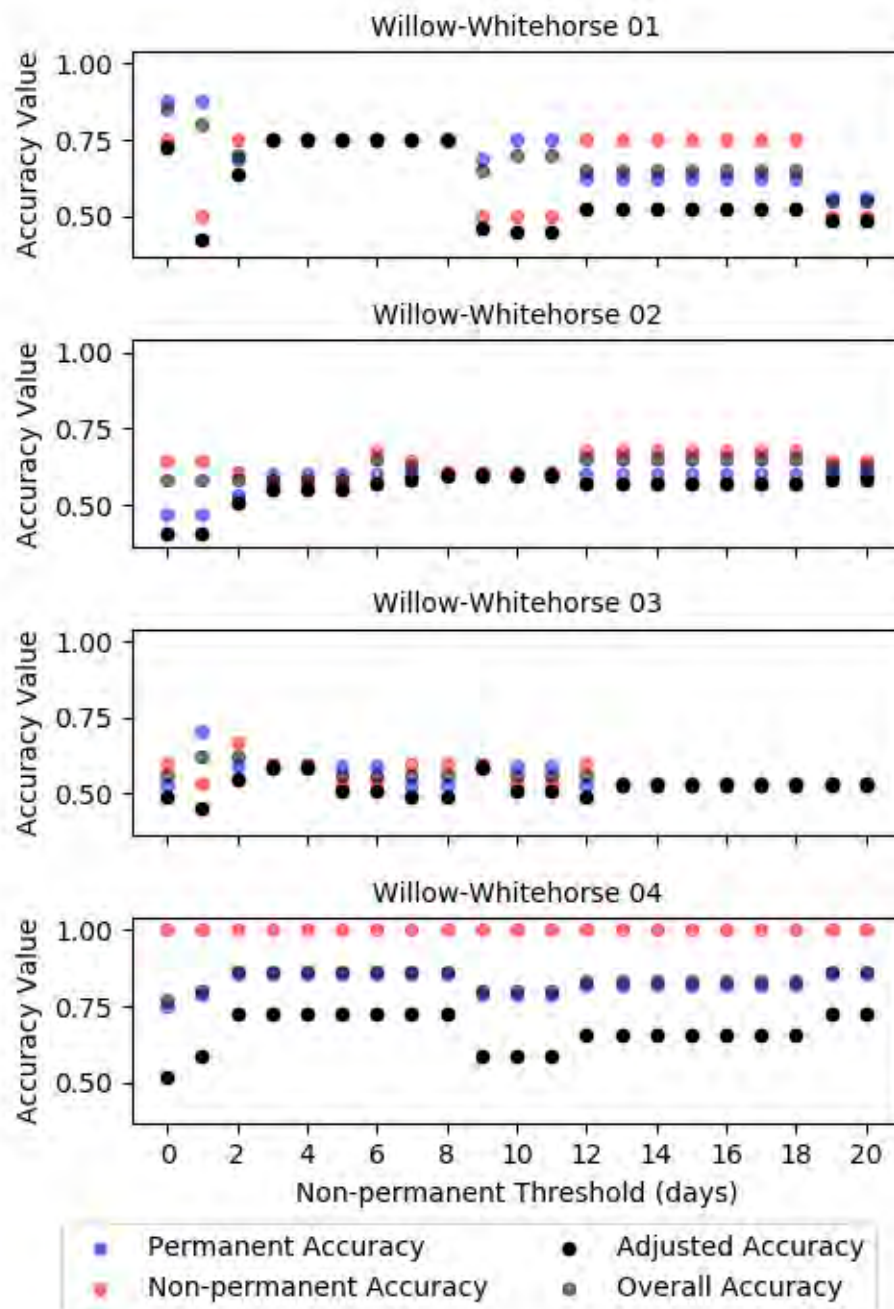 Willow-Whitehorse 01
Accuracy Value
1.00
0.75
0.50
Willow-Whitehorse 02
Accuracy Value
1.00
0.75
0.50
Willow-Whitehorse 03
Accuracy Value
1.00
0.75
0.50
Willow-Whitehorse 04
Accuracy Value
1.00
0.75
0.50
0 2 4 6 8 10 12 14 16 18 20
Non-permanent Threshold (days)
Permanent Accuracy Adjusted Accuracy
Non-permanent Accuracy Overall Accuracy